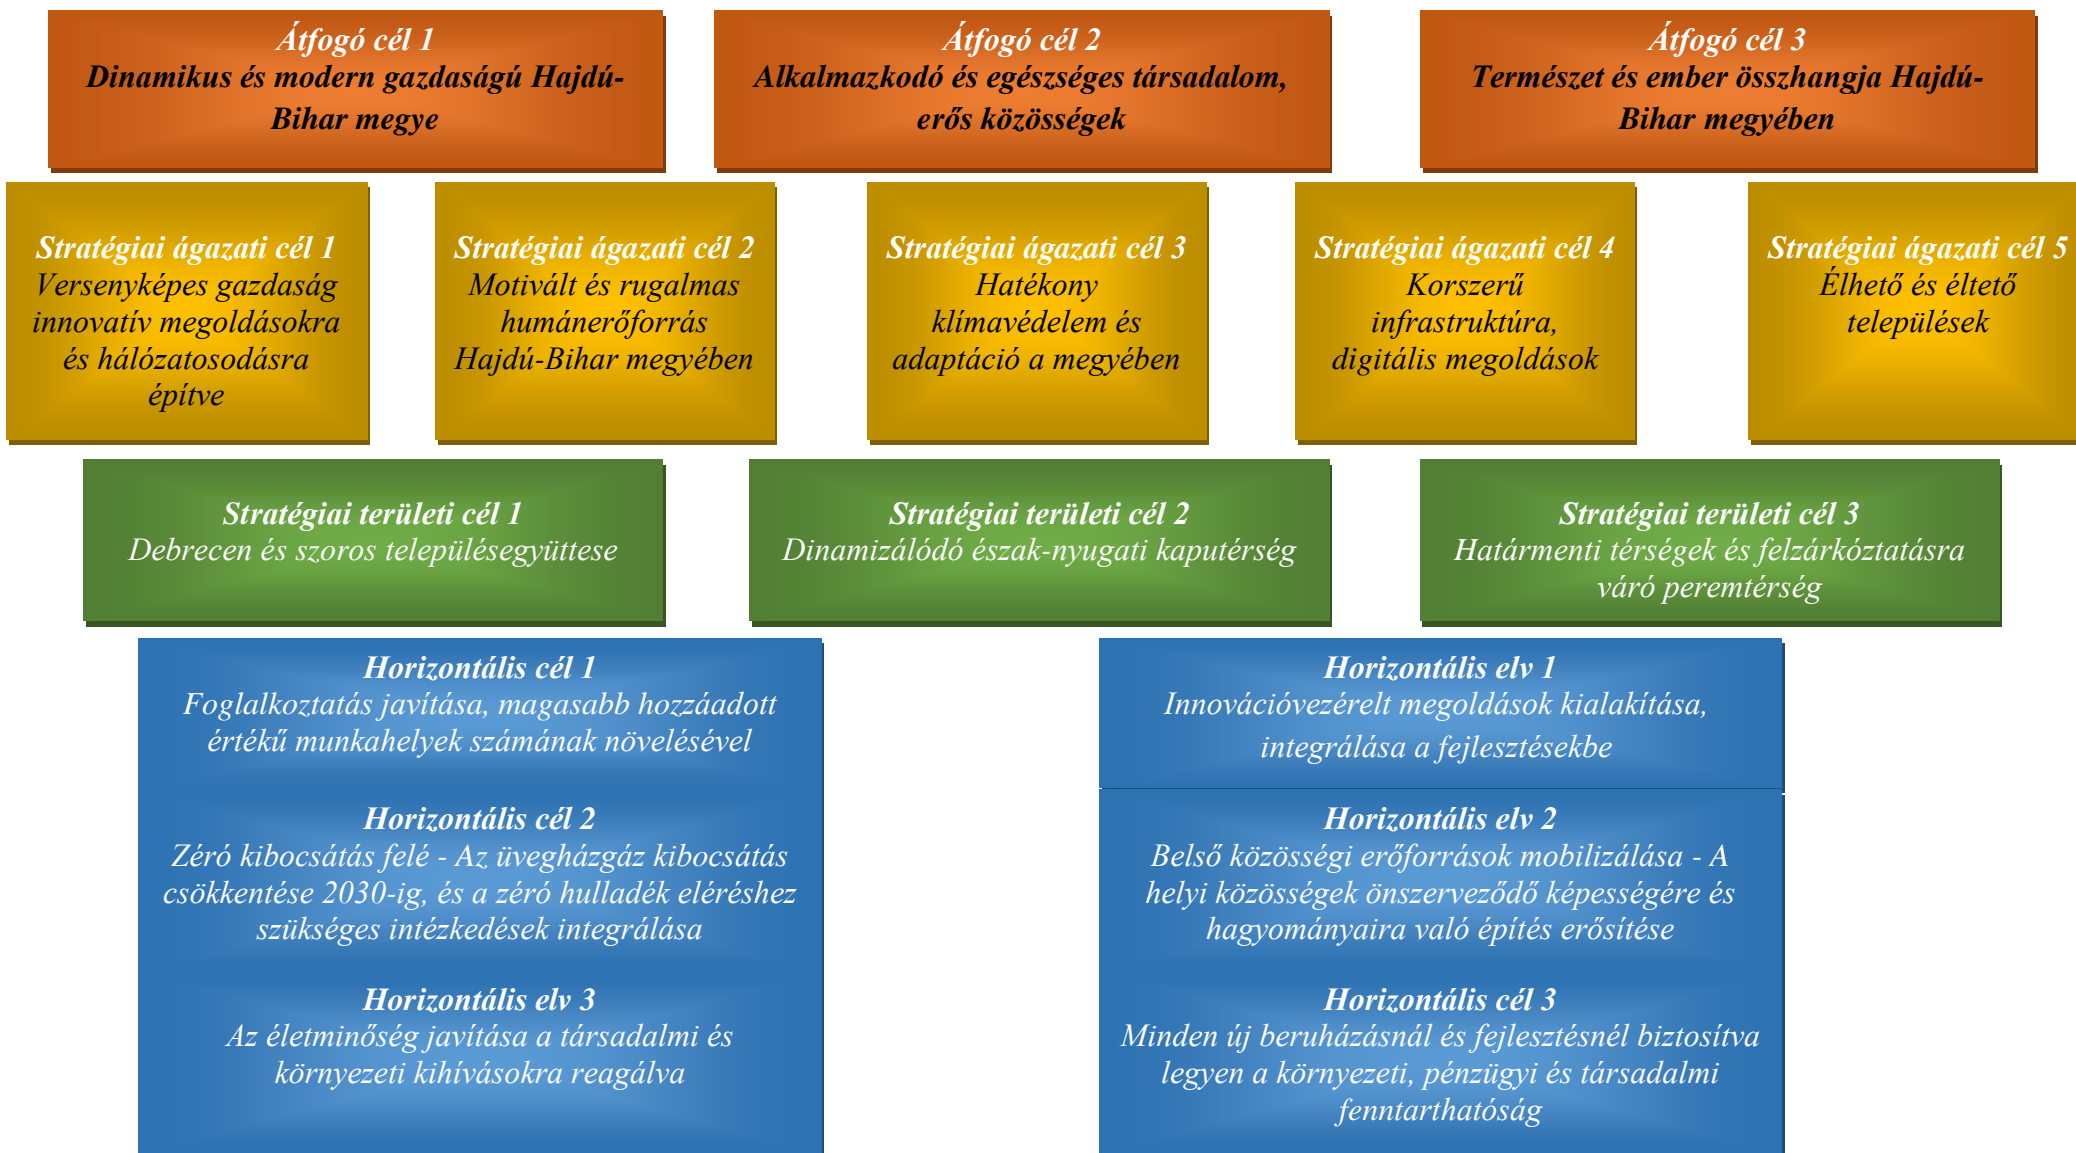 Átfogó cél 1
Dinamikus és modern gazdaságú Hajdú-
Bihar megye
Átfogó cél 2
Alkalmazkodó és egészséges társadalom,
erős közösségek
Átfogó cél 3
Természet és ember összhangja Hajdú-
Bihar megyében
Stratégiai ágazati cél 1
Versenyképes gazdaság
innovatív megoldásokra
és hálózatosodásra
építve
Stratégiai ágazati cél 2
Motivált és rugalmas
humánerőforrás
Hajdú-Bihar megyében
Stratégiai ágazati cél 3
Hatékony
klímavédelem és
adaptáció a megyében
Stratégiai ágazati cél 4
Korszerű
infrastruktúra,
digitális megoldások
Stratégiai ágazati cél 5
Élhető és éltető
települések
Stratégiai területi cél 1
Debrecen és szoros településegyüttese
Stratégiai területi cél 2
Dinamizálódó észak-nyugati kaputérség
Stratégiai területi cél 3
Határmenti térségek és felzárkóztatásra
váró peremtérség
Horizontális cél 1
Foglalkoztatás javítása, magasabb hozzáadott
értékű munkahelyek számának növelésével
Horizontális elv 1
Innovációvezérelt megoldások kialakítása,
integrálása a fejlesztésekbe
Horizontális cél 2
Zéró kibocsátás felé - Az üvegházgáz kibocsátás
csökkentése 2030-ig, és a zéró hulladék eléréshez
szükséges intézkedések integrálása
Horizontális elv 2
Belső közösségi erőforrások mobilizálása - A
helyi közösségek önszerveződő képességére és
hagyományaira való építés erősítése
Horizontális elv 3
Az életminőség javítása a társadalmi és
környezeti kihívásokra reagálva
Horizontális cél 3
Minden új beruházásnál és fejlesztésnél biztosítva
legyen a környezeti, pénzügyi és társadalmi
fenntarthatóság